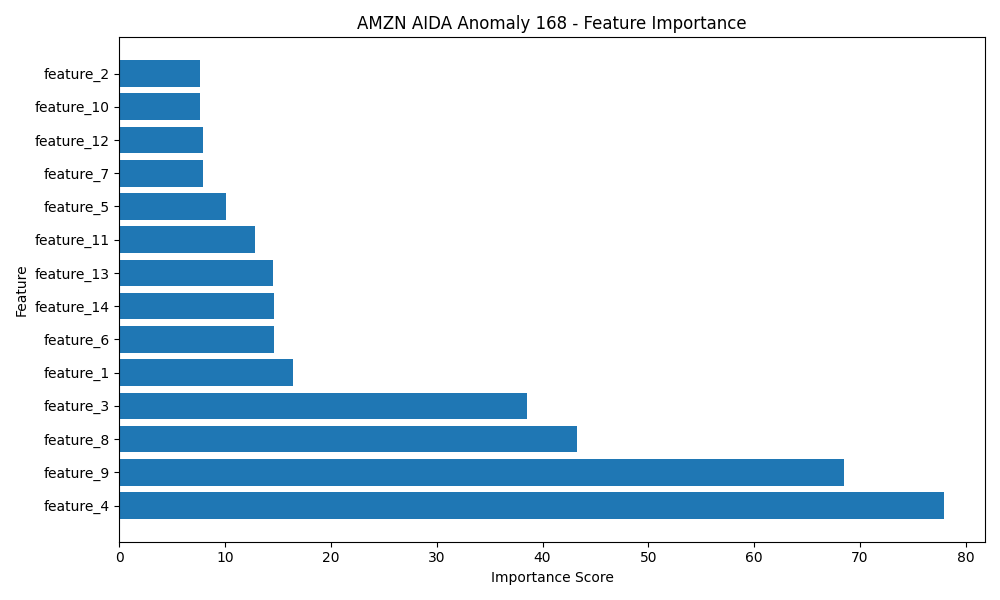 AMZN AIDA Anomaly 168 - Feature Importance
Feature
feature_2
feature_10
feature_12
feature_7
feature_5
feature_11
feature_13
feature_14
feature_6
feature_1
feature_3
feature_8
feature_9
feature_4
0 10 20 30 40 50 60 70 80
Importance Score